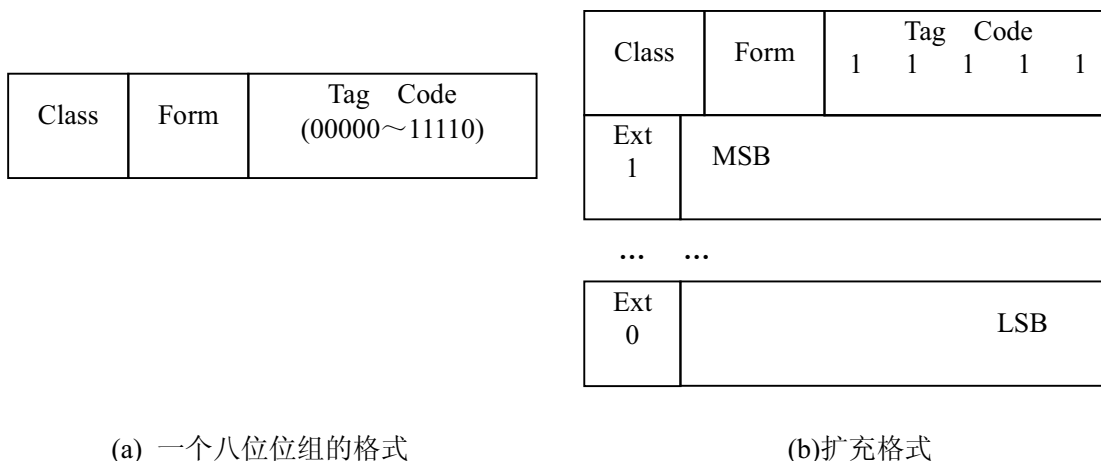 Class Form Tag Code
(00000～11110)
Class Form Tag Code
1 1 1 1 1
Ext
1
MSB
... ...
Ext
0
LSB
(a) 一个八位位组的格式
(b)扩充格式